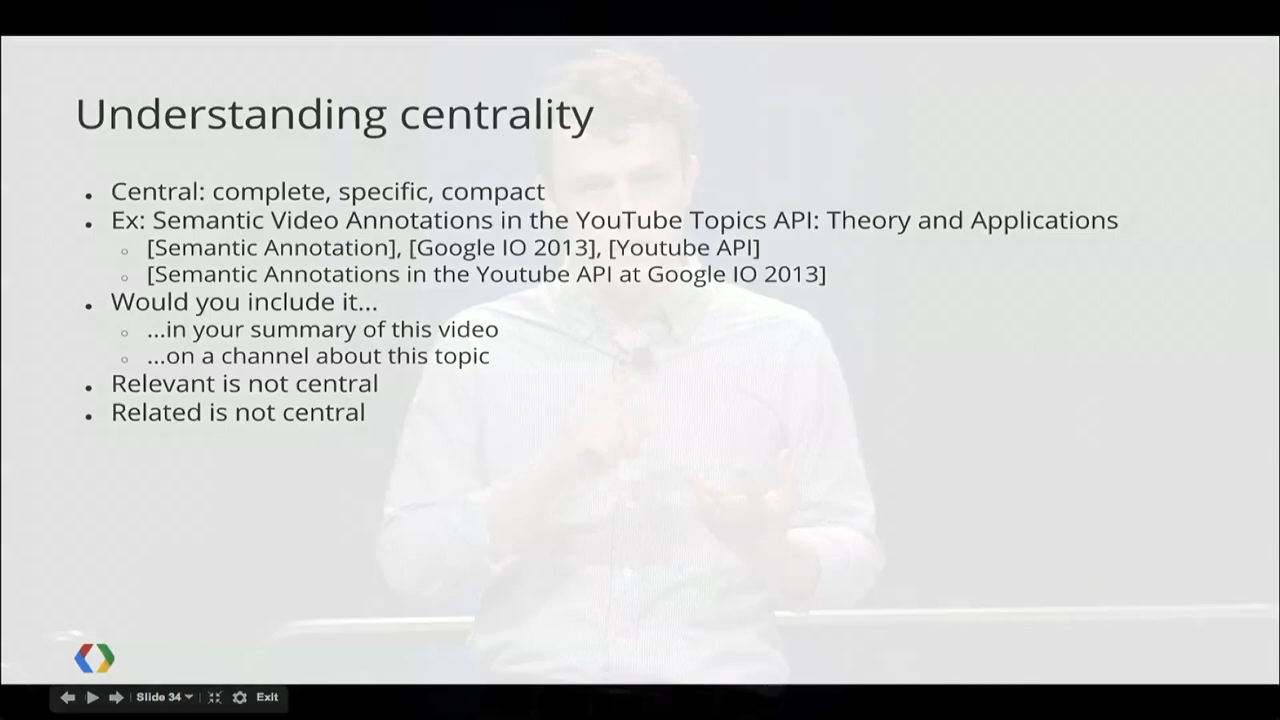 Understanding centrality
Central: complete, specific, compact
Ex: Semantic Video Annotations in the YouTube Topics API: Theory and Applications
[Semantic Annotation], [Google IO 2013], [Youtube API]
[Semantic Annotations in the Youtube API at Google IO 2013]
Would you include it...
...in your summary of this video
...on a channel about this topic
Relevant is not central
Related is not central
Slide 34 Exit